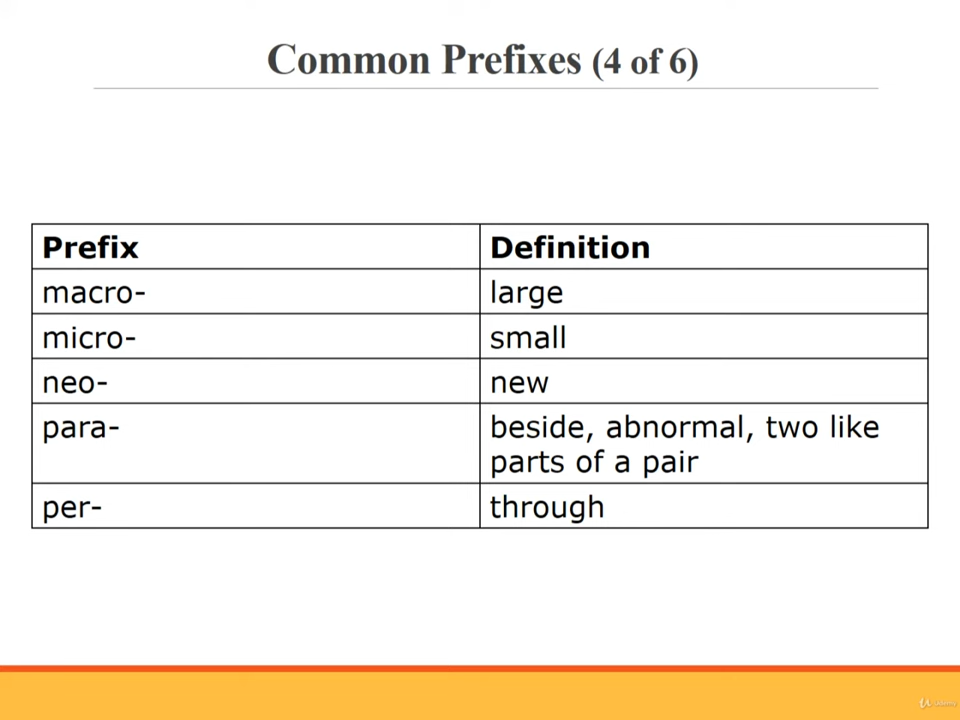 Common Prefixes (4 of 6)
Prefix Definition
macro- large
micro- small
neo- new
para- beside, abnormal, two like
parts of a pair
per- through
Udemy